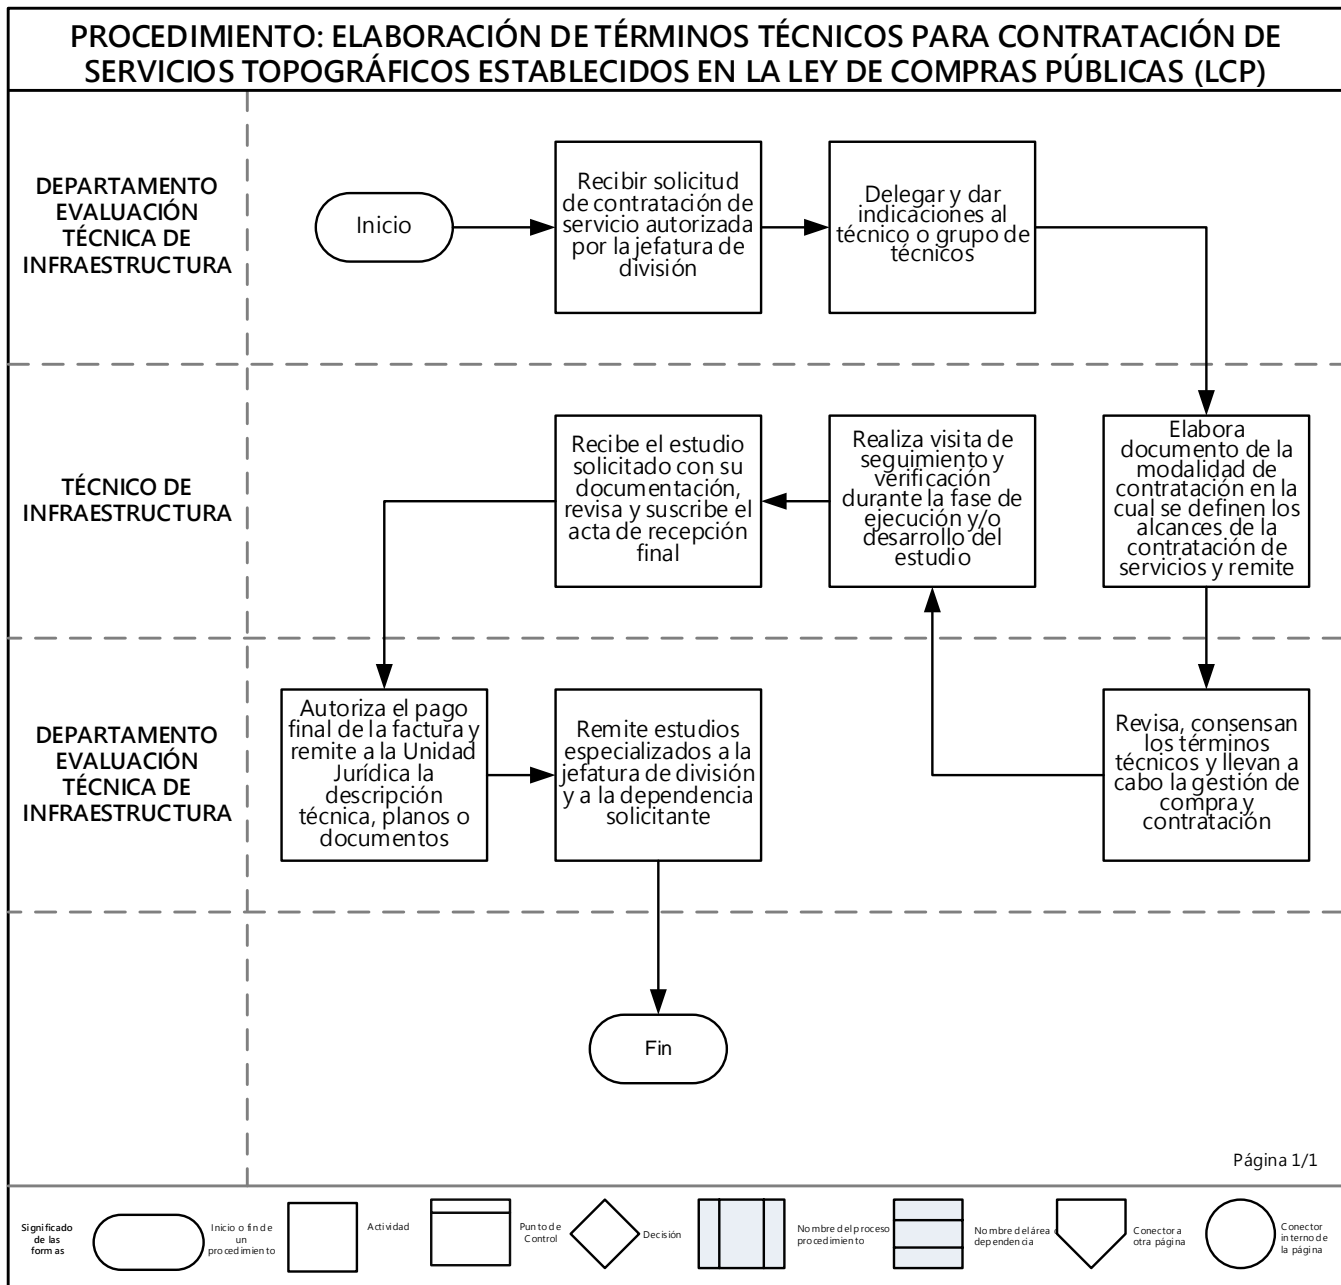 PROCEDIMIENTO: ELABORACIÓN DE TÉRMINOS TÉCNICOS PARA CONTRATACIÓN DE
SERVICIOS TOPOGRÁFICOS ESTABLECIDOS EN LA LEY DE COMPRAS PÚBLICAS (LCP)
DEPARTAMENTO
EVALUACIÓN
TÉCNICA DE
INFRAESTRUCTURA
Inicio
Recibir solicitud
de contratación de
servicio autorizada
por la jefatura de
división
Delegar y dar
indicaciones al
técnico o grupo de
técnicos
TÉCNICO DE
INFRAESTRUCTURA
Recibe el estudio
solicitado con su
documentación,
revisa y suscribe el
acta de recepción
final
Realiza visita de
seguimiento y
verificación
durante la fase de
ejecución y/o
desarrollo del
estudio
Elabora
documento de la
modalidad de
contratación en la
cual se definen los
alcances de la
contratación de
servicios y remite
DEPARTAMENTO
EVALUACIÓN
TÉCNICA DE
INFRAESTRUCTURA
Autoriza el pago
final de la factura y
remite a la Unidad
Jurídica la
descripción
técnica, planos o
documentos
Remite estudios
especializados a la
jefatura de división
y a la dependencia
solicitante
Revisa, consensan
los términos
técnicos y llevan a
cabo la gestión de
compra y
contratación
Fin
Página 1/1
Significado
de las
formas
Inicio o fin de
un
procedimiento
Actividad
Punto de
Control
Decisión
Nombre del proceso
procedimiento
Nombre del área
dependencia
Conector a
otra página
Conector
interno de
la página